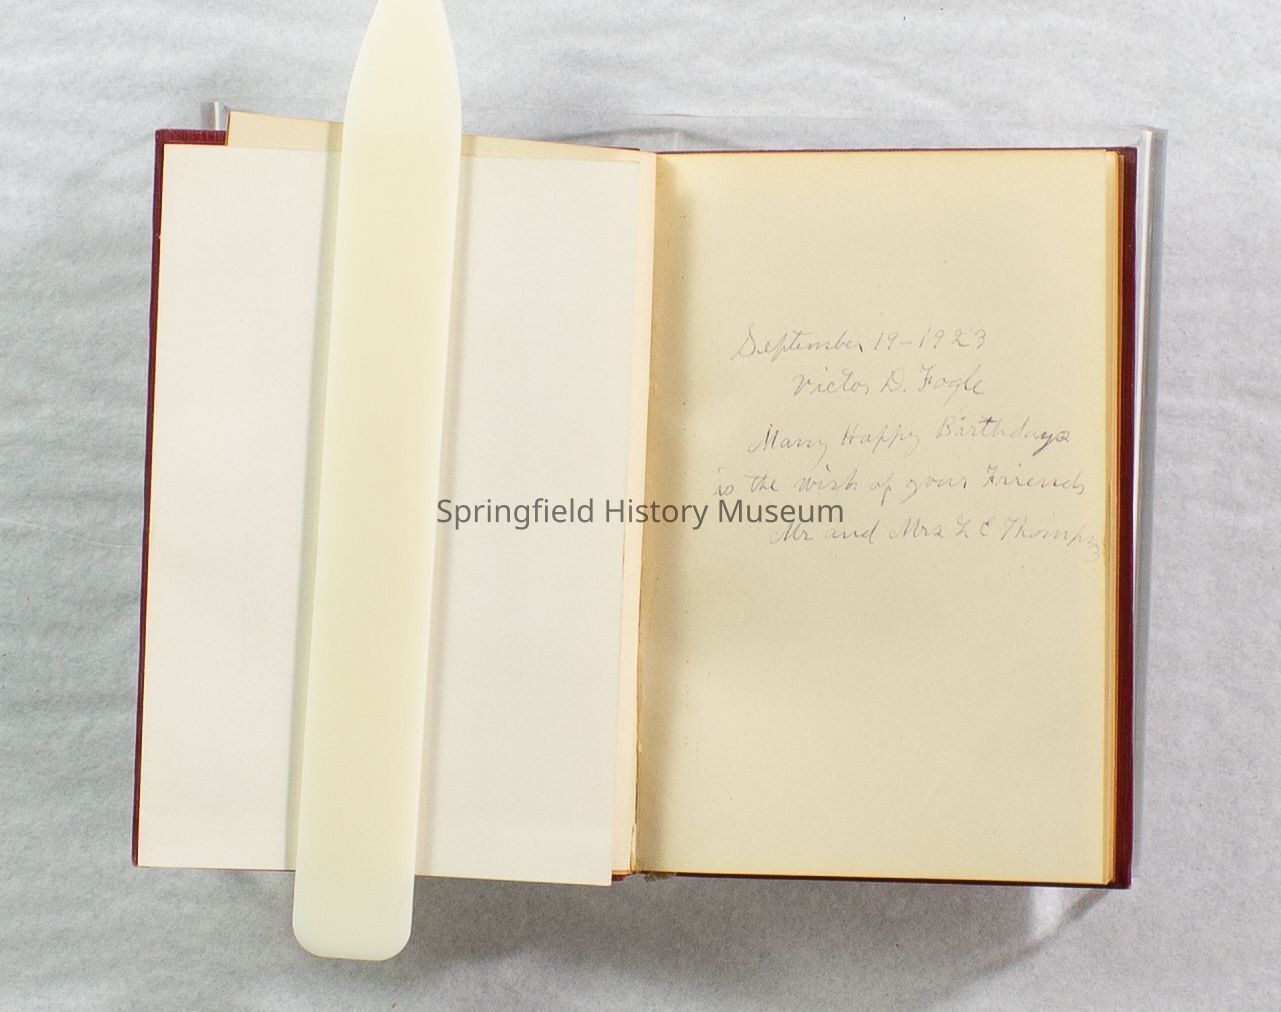 September 19-1923
Victor D. Fogle
Many Happy Birthdays
is the wish of your Friends
Springfield History Museum
Mr and Mrs L E Thompson